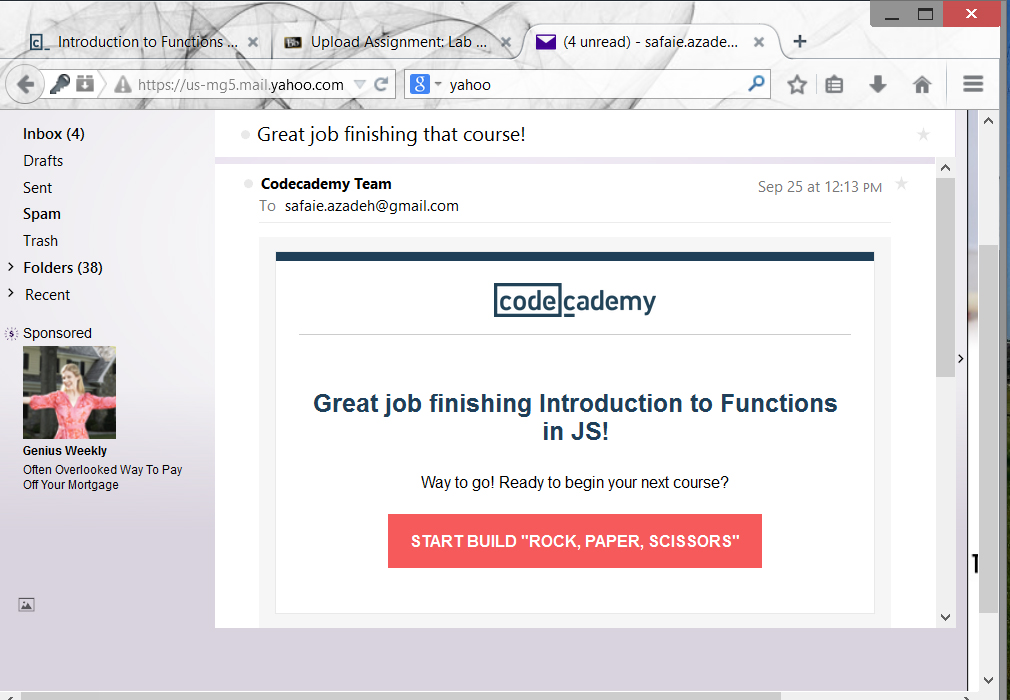 Introduction to Functions ...
Upload Assignment: Lab ...
(4 unread) - safaie.azade...
https://us-mg5.mail.yahoo.com
yahoo
Inbox (4)
Drafts
Sent
Spam
Trash
Folders (38)
Recent
Sponsored
Genius Weekly
Often Overlooked Way To Pay
Off Your Mortgage
Great job finishing that course!
Codecademy Team
Sep 25 at 12:13 PM
To safaie.azadeh@gmail.com
codecademy
Great job finishing Introduction to Functions
in JS!
Way to go! Ready to begin your next course?
START BUILD "ROCK, PAPER, SCISSORS"